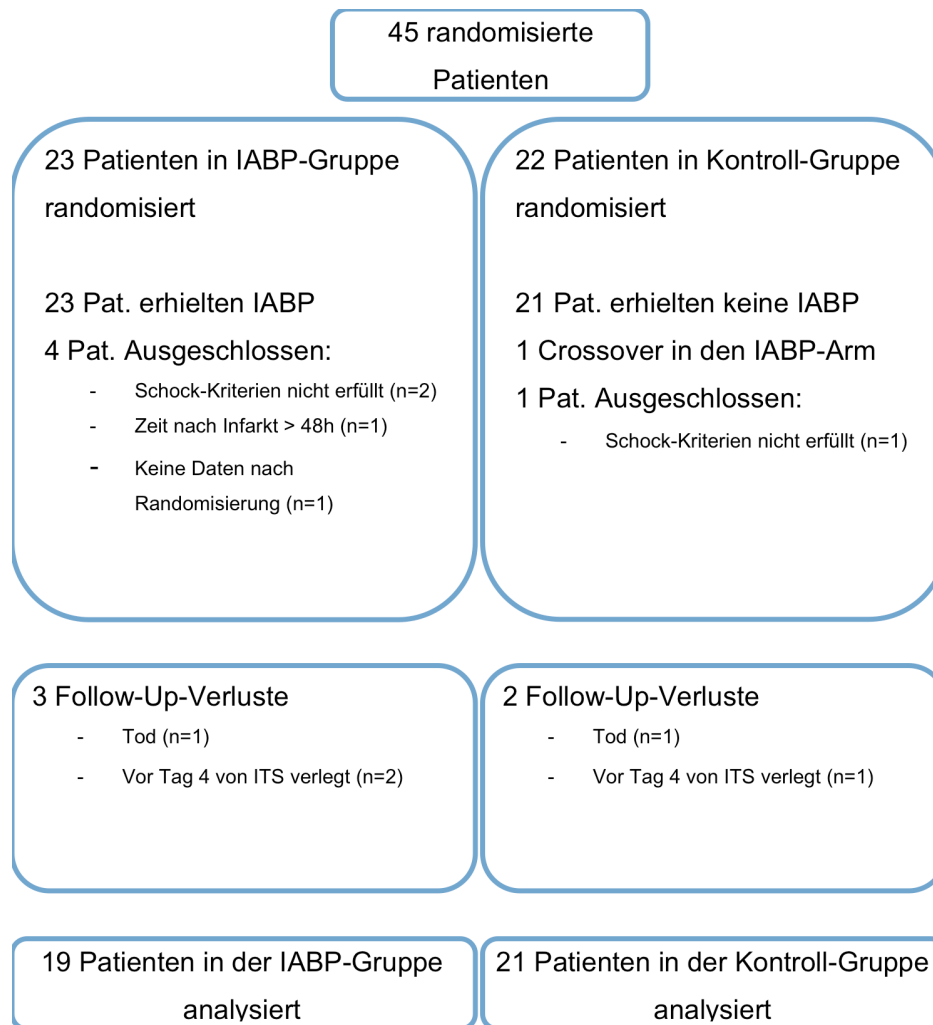 45 randomisierte
Patienten
23 Patienten in IABP-Gruppe
randomisiert
23 Pat. erhielten IABP
4 Pat. Ausgeschlossen:
- Schock-Kriterien nicht erfüllt (n=2)
- Zeit nach Infarkt > 48h (n=1)
- Keine Daten nach
Randomisierung (n=1)
22 Patienten in Kontroll-Gruppe
randomisiert
21 Pat. erhielten keine IABP
1 Crossover in den IABP-Arm
1 Pat. Ausgeschlossen:
- Schock-Kriterien nicht erfüllt (n=1)
3 Follow-Up-Verluste
- Tod (n=1)
- Vor Tag 4 von ITS verlegt (n=2)
2 Follow-Up-Verluste
- Tod (n=1)
- Vor Tag 4 von ITS verlegt (n=1)
19 Patienten in der IABP-Gruppe
analysiert
21 Patienten in der Kontroll-Gruppe
analysiert